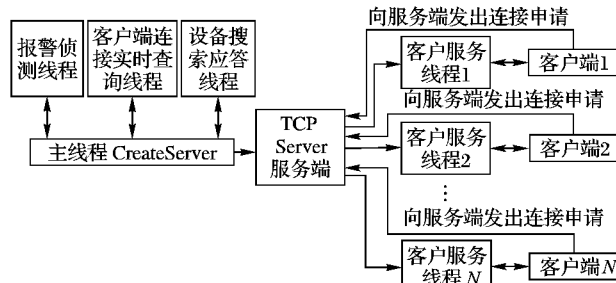 报警侦
测线程
客户端连
接实时查
询线程
设备搜
索应答
线程
主线程 CreateServer
TCP
Server
服务端
向服务端发出连接申请
客户服务
线程1
客户端1
向服务端发出连接申请
客户服务
线程2
客户端2
⋮
向服务端发出连接申请
客户服务
线程N
客户端N